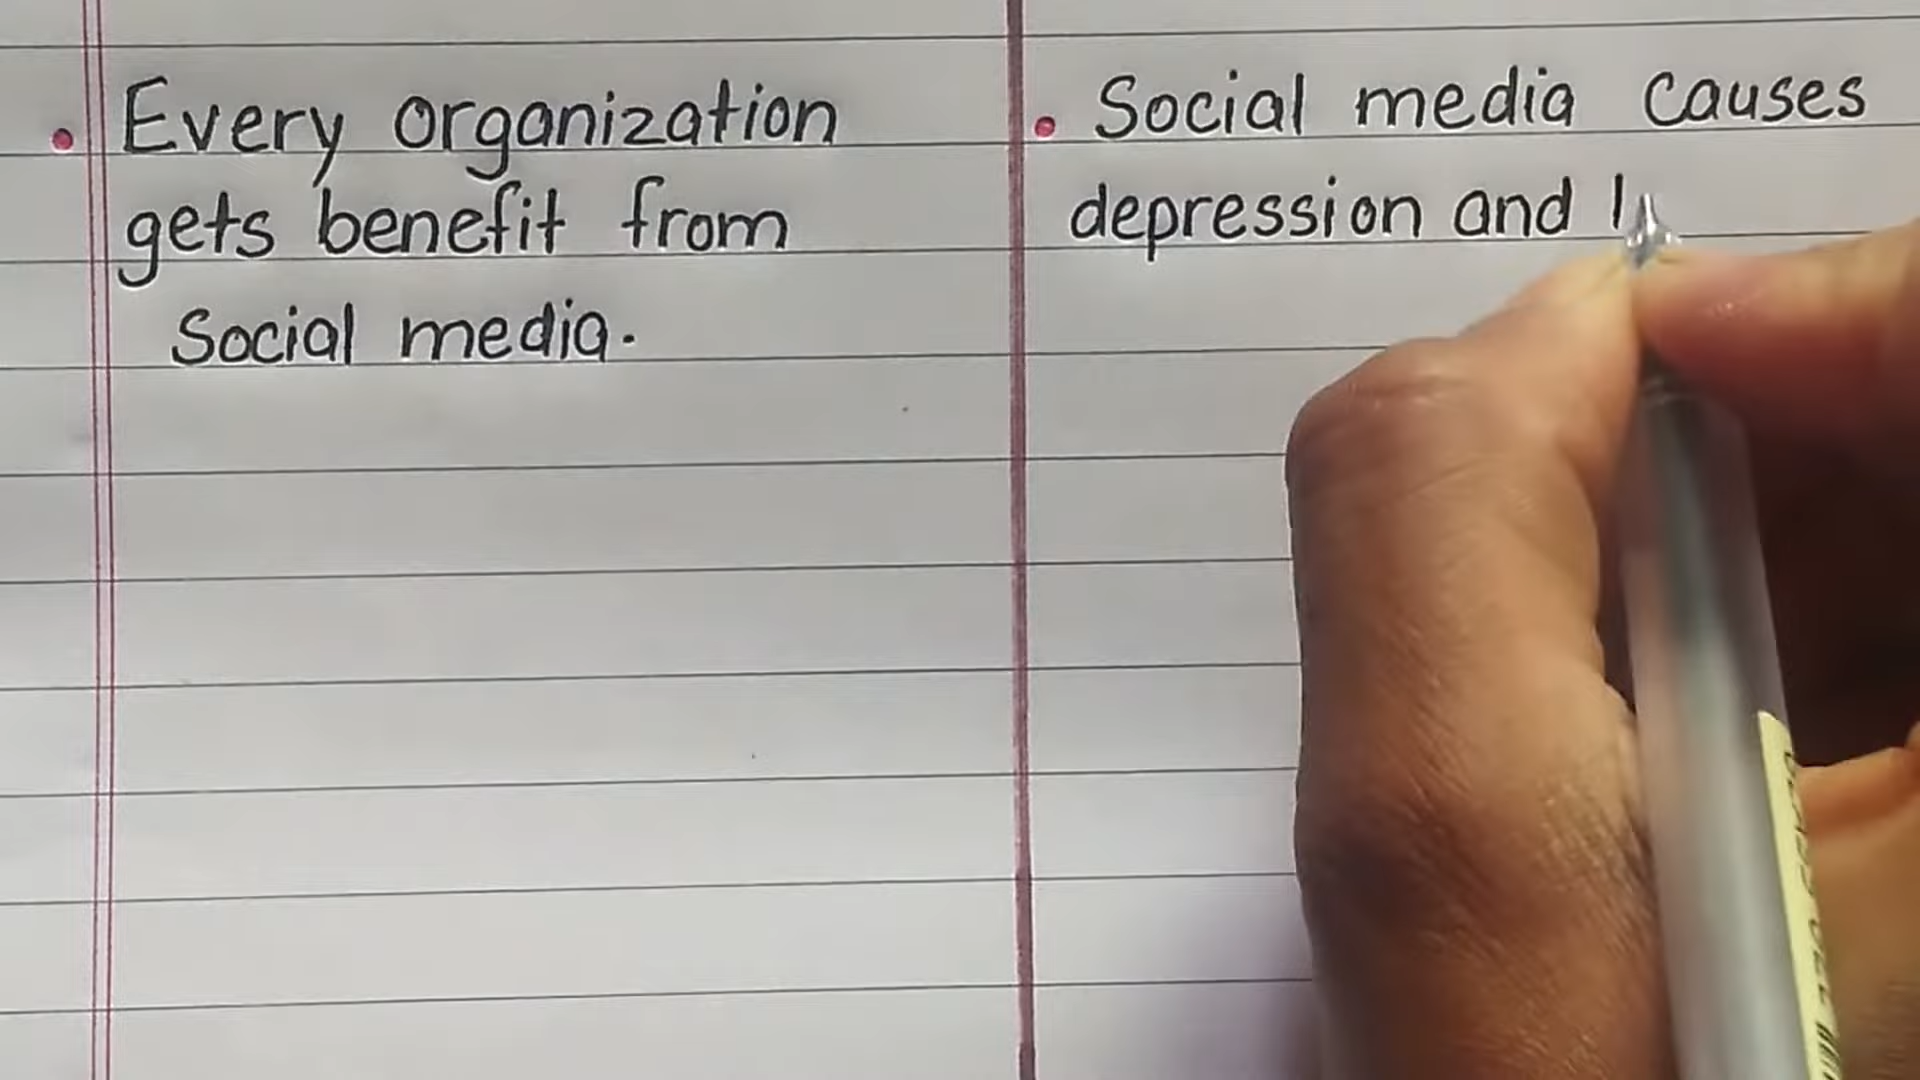 Every organization
gets benefit from
Social media.
Social media causes
depression and l